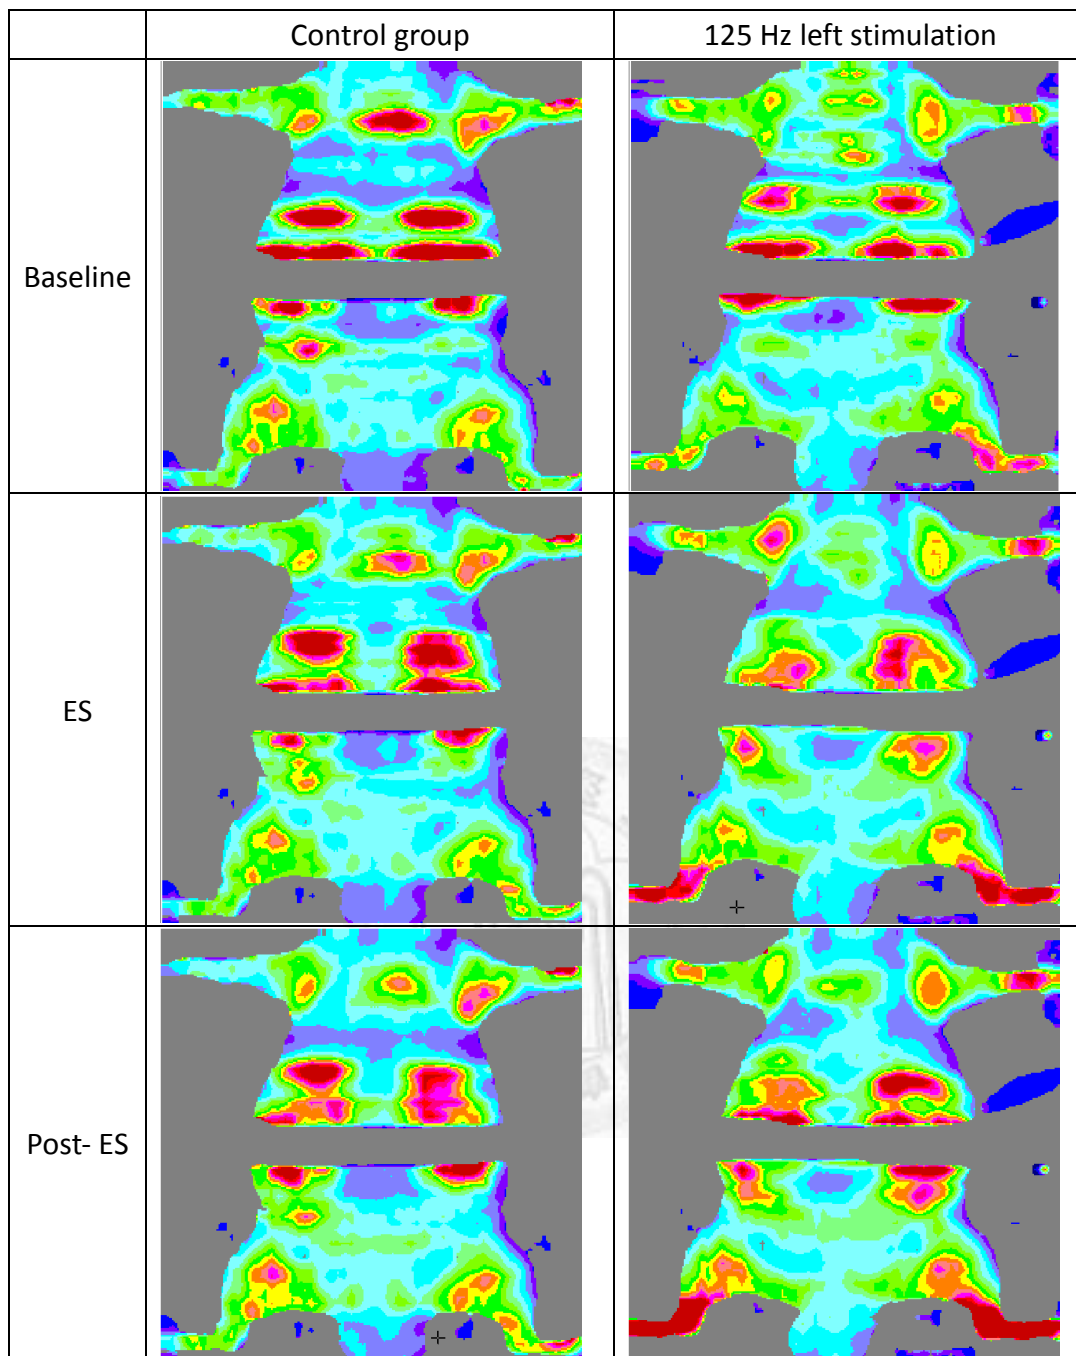 Control group
125 Hz left stimulation
Baseline
ES
Post- ES